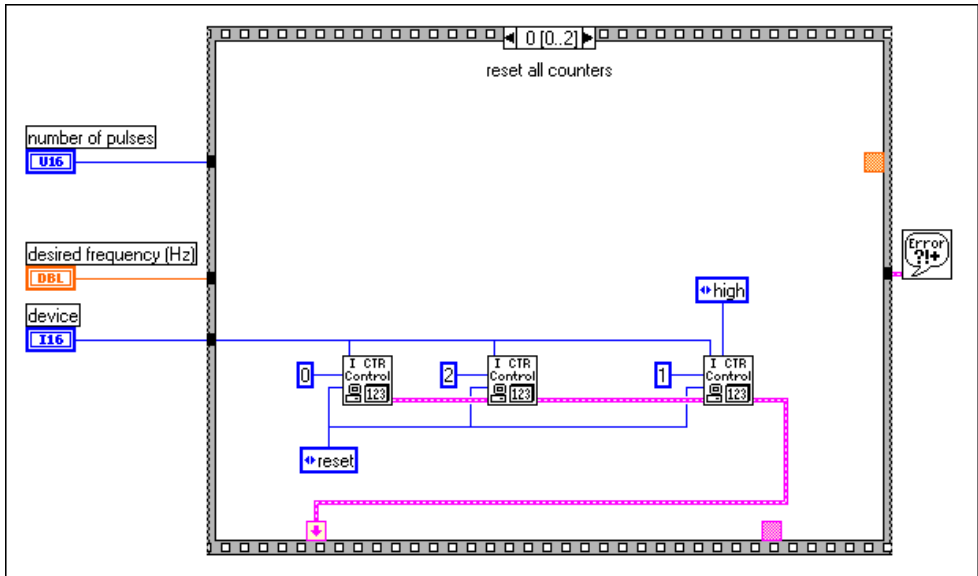 0 [0..2]
reset all counters
number of pulses
U16
desired frequency (Hz)
DBL
Error
?!+
device
I16
high
0
I CTR
Control
123
2
I CTR
Control
123
1
I CTR
Control
123
reset